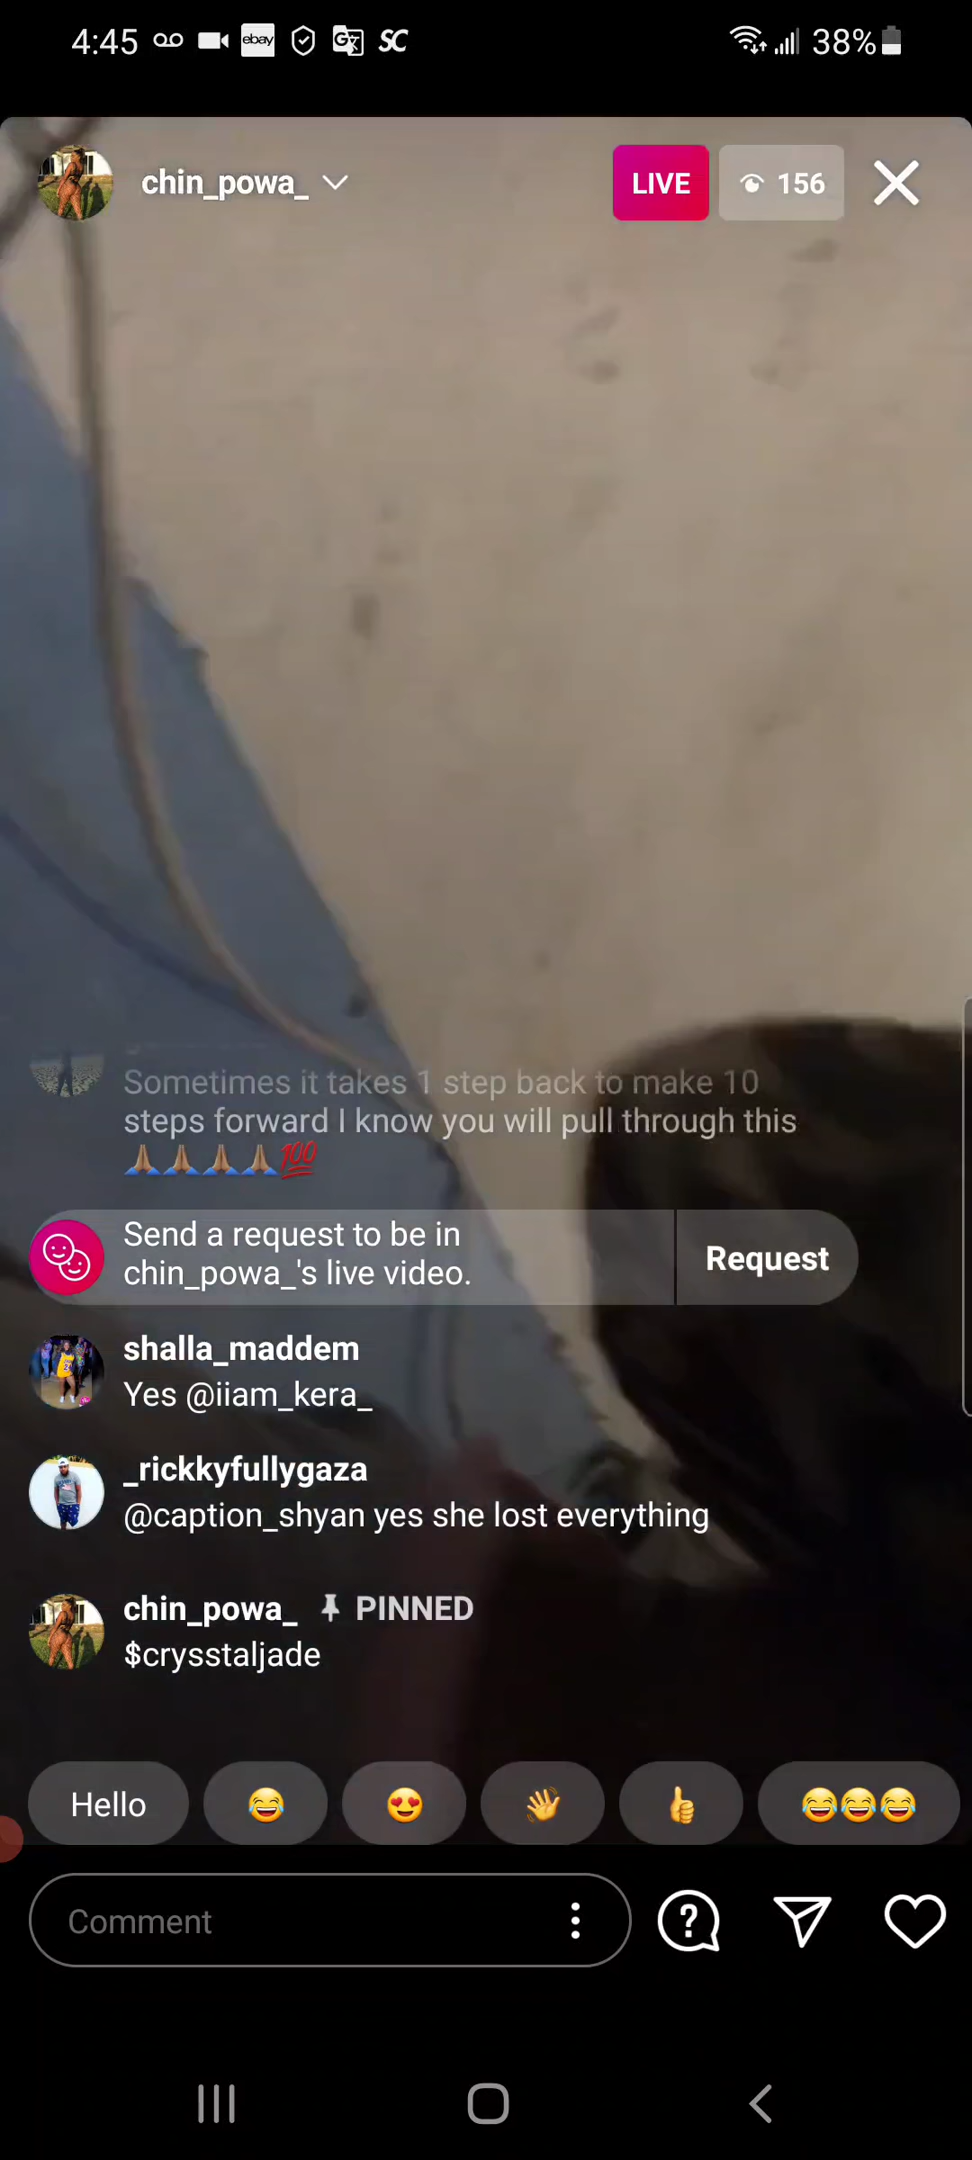 4:45
ebay
SC
38%
chin_powa_
LIVE
156
Sometimes it takes 1 step back to make 10
steps forward I know you will pull through this
🙏🏽🙏🏽🙏🏽🙏🏽💯
Send a request to be in
chin_powa_'s live video.
Request
shalla_maddem
Yes @iiam_kera_
_rickkyfullygaza
@caption_shyan yes she lost everything
chin_powa_ PINNED
$crysstaljade
Hello 😂 😍 👋 👍 😂😂😂
Comment